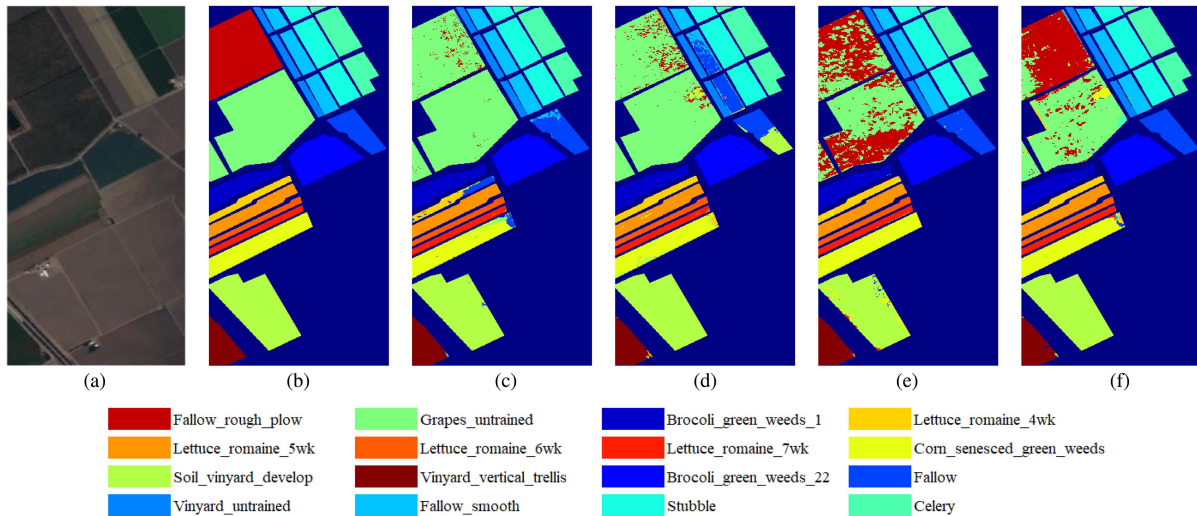 (a) (b) (c) (d) (e) (f)
Fallow_rough_plow Grapes_untrained Brocoli_green_weeds_1 Lettuce_romaine_4wk
Lettuce_romaine_5wk Lettuce_romaine_6wk Lettuce_romaine_7wk Corn_senesced_green_weeds
Soil_vinyard_develop Vinyard_vertical_trellis Brocoli_green_weeds_22 Fallow
Vinyard_untrained Fallow_smooth Stubble Celery